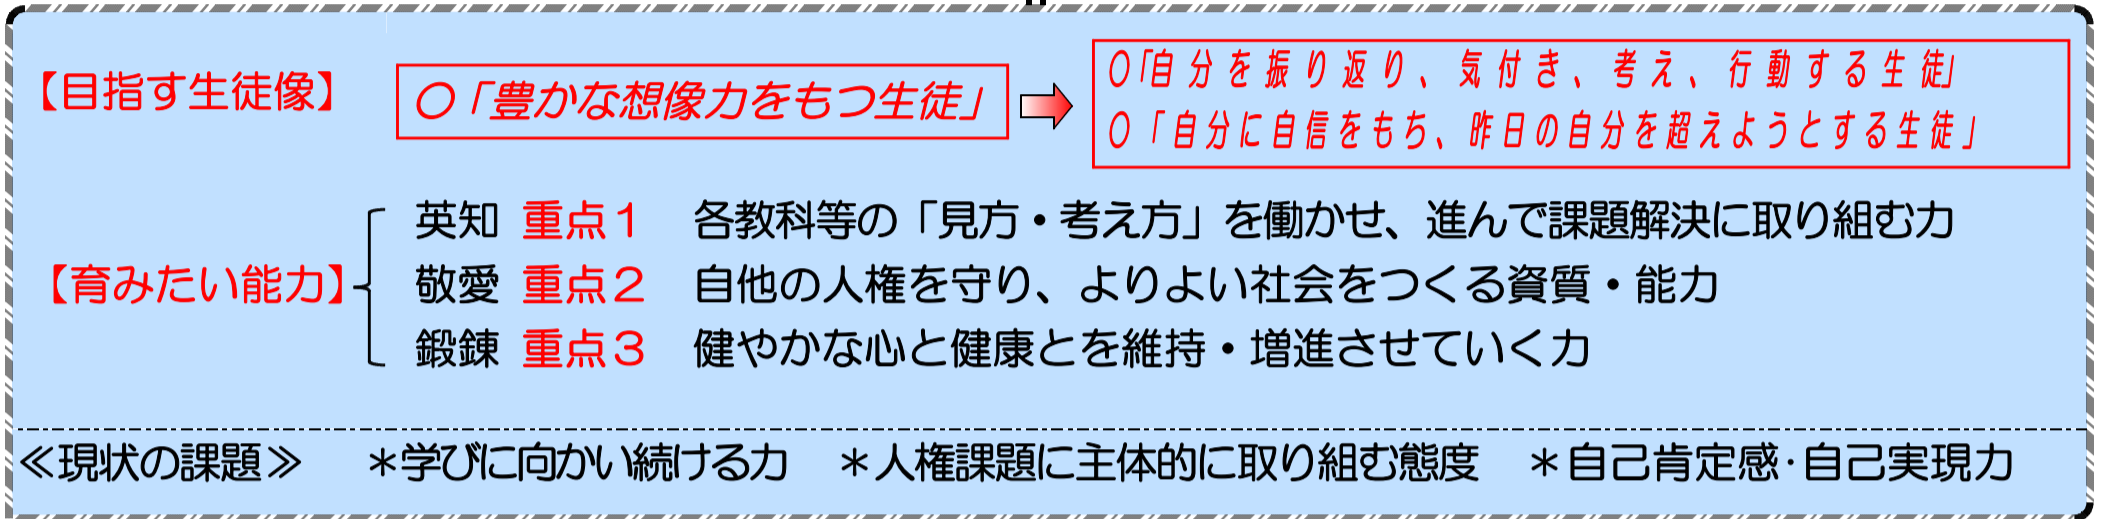 【目指す生徒像】
〇「豊かな想像力をもつ生徒」
〇「自分を振り返り、気付き、考え、行動する生徒」
〇「自分に自信をもち、昨日の自分を超えようとする生徒」
【育みたい能力】
英知 重点１ 各教科等の「見方・考え方」を働かせ、進んで課題解決に取り組む力
敬愛 重点２ 自他の人権を守り、よりよい社会をつくる資質・能力
鍛錬 重点３ 健やかな心と健康とを維持・増進させていく力
≪現状の課題≫ ＊学びに向かい続ける力 ＊人権課題に主体的に取り組む態度 ＊自己肯定感・自己実現力